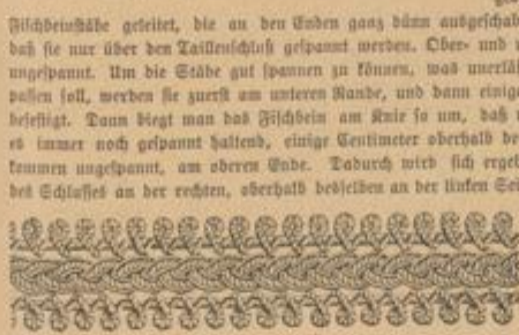 Fischbeinstäbe geleitet, die an den Enden ganz dünn ausgeschal
daß sie nur über den Taillenschluß gespannt werden. Ober- und
ungespannt. Um die Stäbe gut spannen zu können, was unerläß
passen soll, werden sie zuerst am unteren Rande, und dann einige
befestigt. Dann biegt man das Fischbein am Knie so um, daß
es immer noch gespannt haltend, einige Centimeter oberhalb de
kommen ungespannt, am oberen Ende. Dadurch wird sich ergeb
des Schlusses an der rechten, oberhalb desselben an der linken Sei